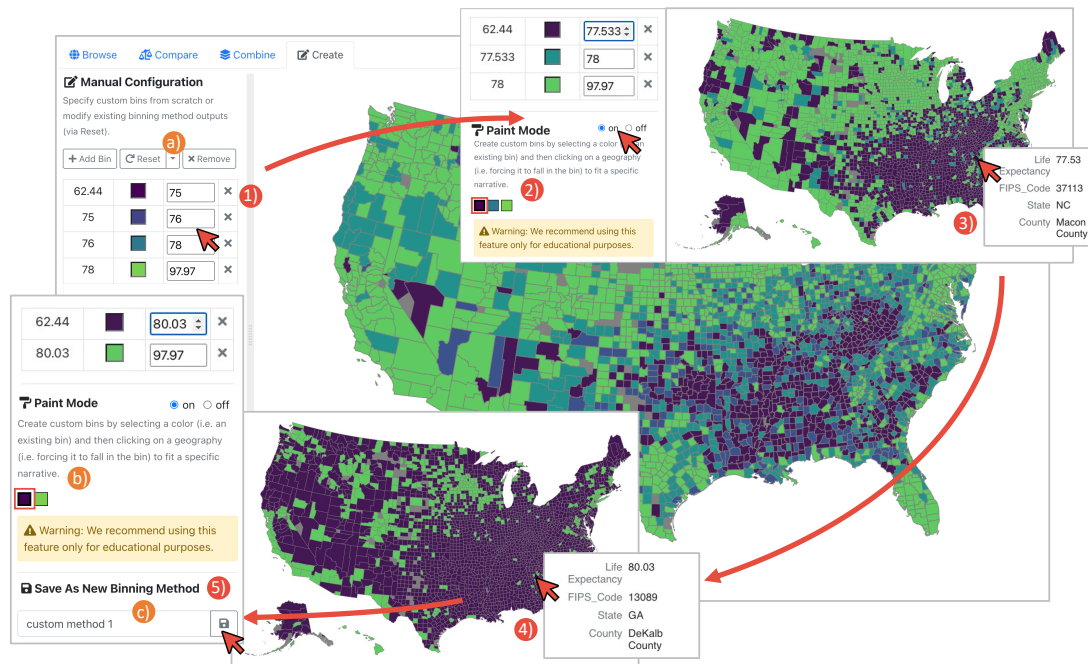 Browse
Compare
Combine
Create
Manual Configuration
Specify custom bins from scratch or
modify existing binning method outputs
(via Reset).
a)
Add Bin
Reset
Remove
62.44 75 ×
75 76 ×
76 78 ×
78 97.97 ×
1)
62.44 77.533 ×
77.533 78 ×
78 97.97 ×
Paint Mode
on off
Create custom bins by selecting a color an
existing bin) and then clicking on a geography
(i.e. forcing it to fall in the bin) to fit a specific
narrative.
2)
Warning: We recommend using this
feature only for educational purposes.
Life Expectancy 77.53
FIPS_Code 37113
State NC
County Macon
County
3)
62.44 80.03 ×
80.03 97.97 ×
Paint Mode
on off
Create custom bins by selecting a color (i.e. an
existing bin) and then clicking on a geography
(i.e. forcing it to fall in the bin) to fit a specific
narrative.
b)
Warning: We recommend using this
feature only for educational purposes.
Save As New Binning Method
5)
c)
custom method 1
Life Expectancy 80.03
FIPS_Code 13089
State GA
County DeKalb
County
4)